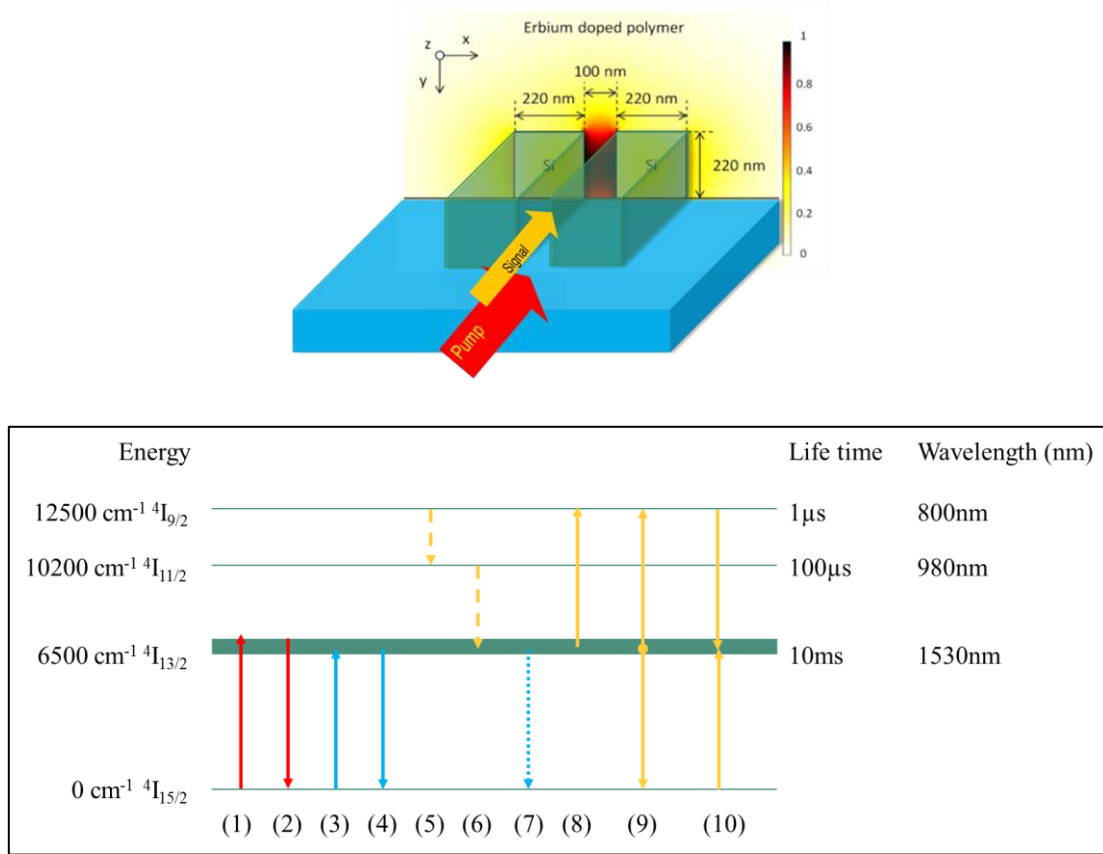 Erbium doped polymer
z x
y
100 nm
220 nm 220 nm
Si Si
220 nm
1
0.8
0.6
0.4
0.2
0
Signal
Pump
Energy Life time Wavelength (nm)
12500 cm⁻¹ ⁴I₉/₂ 1μs 800nm
10200 cm⁻¹ ⁴I₁₁/₂ 100μs 980nm
6500 cm⁻¹ ⁴I₁₃/₂ 10ms 1530nm
0 cm⁻¹ ⁴I₁₅/₂
(1) (2) (3) (4) (5) (6) (7) (8) (9) (10)